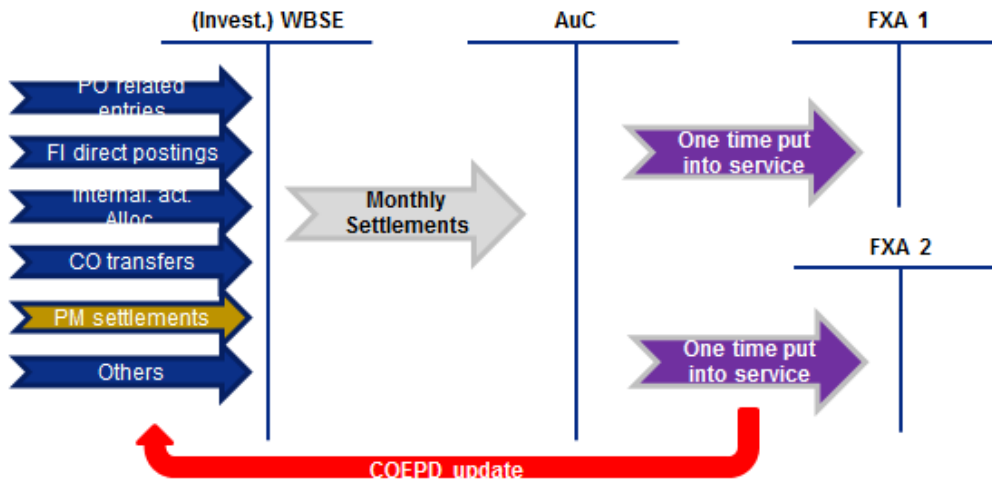 (Invest.) WBSE
AuC
FXA 1
PO related
entries
FI direct postings
Internal. act.
Alloc
CO transfers
PM settlements
Others
Monthly
Settlements
One time put
into service
FXA 2
One time put
into service
COEPD update